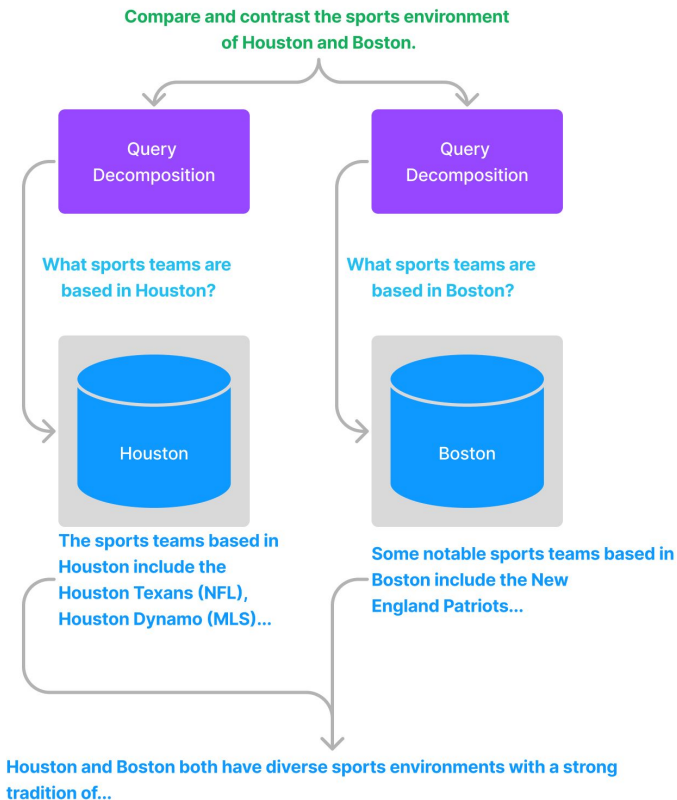 Compare and contrast the sports environment
of Houston and Boston.
Query
Decomposition
Query
Decomposition
What sports teams are
based in Houston?
What sports teams are
based in Boston?
Houston
Boston
The sports teams based in
Houston include the
Houston Texans (NFL),
Houston Dynamo (MLS)...
Some notable sports teams based in
Boston include the New
England Patriots...
Houston and Boston both have diverse sports environments with a strong
tradition of...